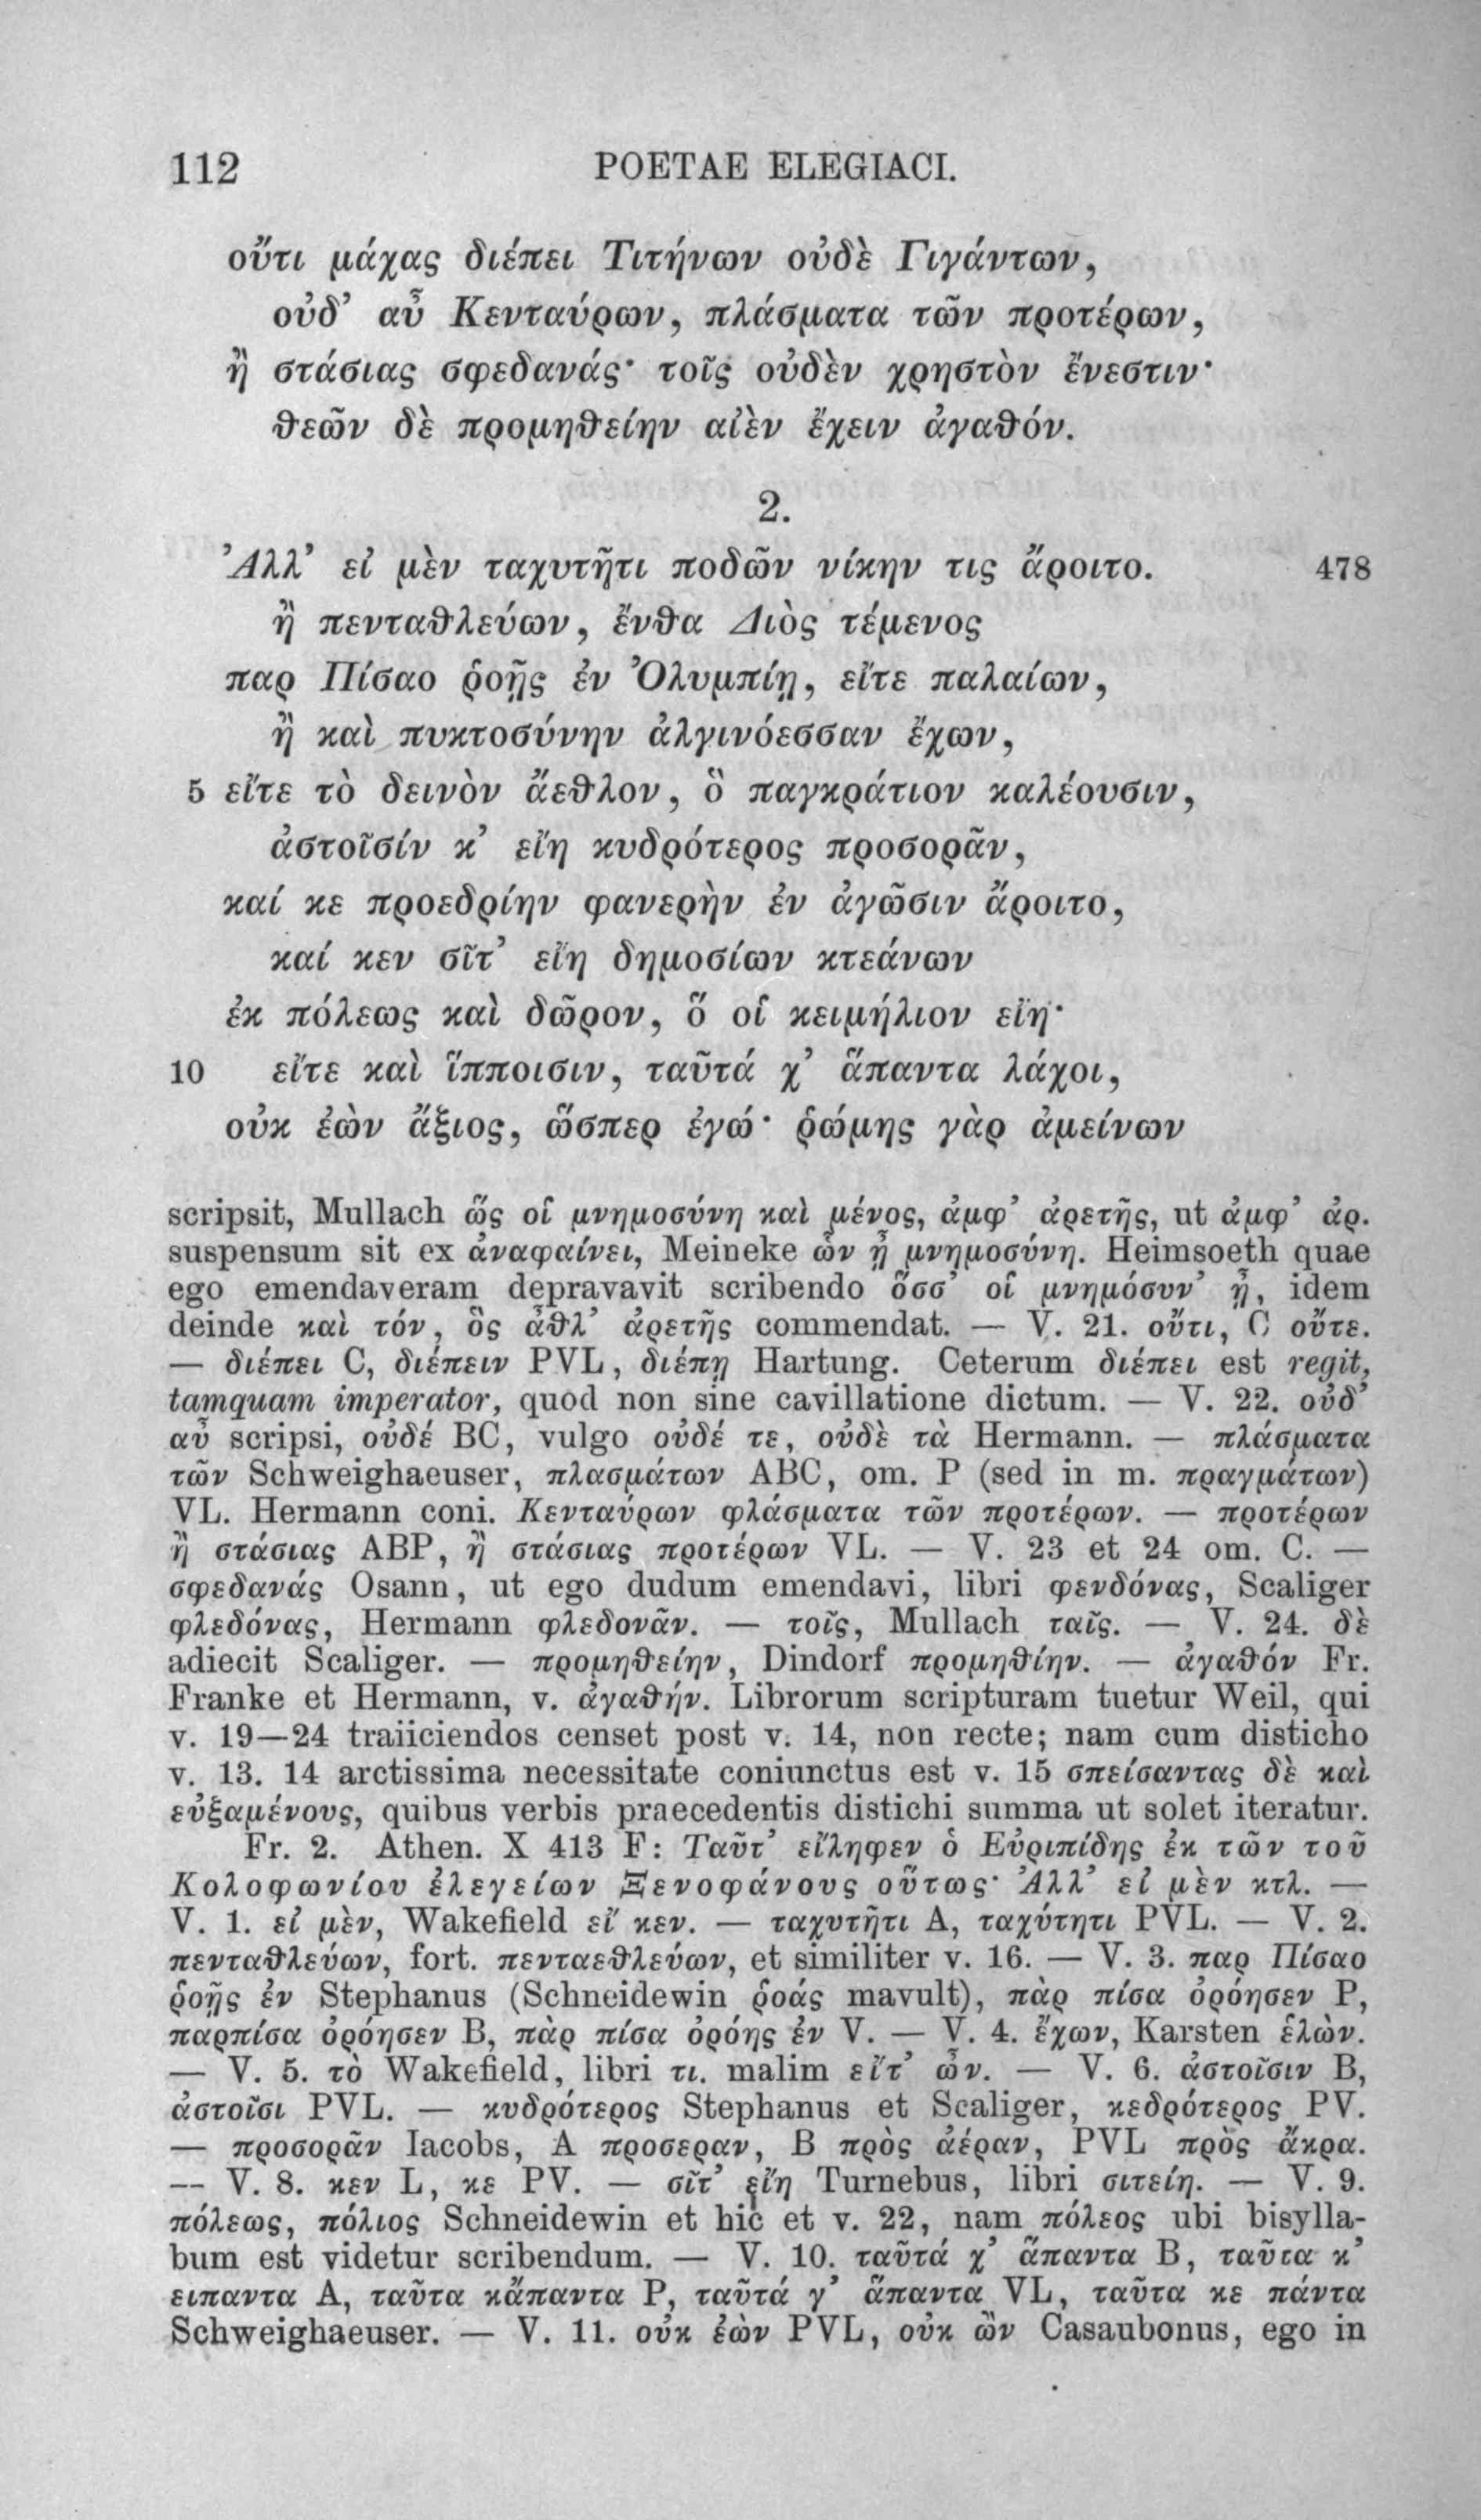 112 POETAE ELEGIACI.
οὔτι μάχας διέπει Τιτήνων οὐδὲ Γιγάντων,
οὐδ’ αὖ Κενταύρων, πλάσματα τῶν προτέρων,
ἢ στάσιας σφεδανάς· τοῖς οὐδὲν χρηστὸν ἔνεστιν·
θεῶν δὲ προμηθείην αἰὲν ἔχειν ἀγαθόν.
2.
Ἀλλ’ εἰ μὲν ταχυτῆτι ποδῶν νίκην τις ἄροιτο. 478
ἢ πενταθλεύων, ἔνθα Διὸς τέμενος
παρ Πίσαο ῥοῇς ἐν Ὀλυμπίῃ, εἴτε παλαίων,
ἢ καὶ πυκτοσύνην ἀλγινόεσσαν ἔχων,
5 εἴτε τὸ δεινὸν ἄεθλον, ὃ παγκράτιον καλέουσιν,
ἀστοῖσίν κ’ εἴη κυδρότερος προσορᾶν,
καί κε προεδρίην φανερὴν ἐν ἀγῶσιν ἄροιτο,
καί κεν σῖτ’ εἴη δημοσίων κτεάνων
ἐκ πόλεως καὶ δῶρον, ὅ οἱ κειμήλιον εἴη·
10 εἴτε καὶ ἵπποισιν, ταῦτά χ’ ἅπαντα λάχοι,
οὐκ ἐὼν ἄξιος, ὥσπερ ἐγώ· ῥώμης γὰρ ἀμείνων
scripsit, Mullach ὥς οἱ μνημοσύνη καὶ μένος, ἀμφ’ ἀρετῆς, ut ἀμφ’ ἀρ.
suspensum sit ex ἀναφαίνει, Meineke ὧν ᾖ μνημοσύνη. Heimsoeth quae
ego emendaveram depravavit scribendo ὅσσ’ οἱ μνημόσυν’ ᾖ, idem
deinde καὶ τόν, ὃς ἆθλ’ ἀρετῆς commendat. — V. 21. οὔτι, C οὔτε.
— διέπει C, διέπειν PVL, διέπῃ Hartung. Ceterum διέπει est regit,
tamquam imperator, quod non sine cavillatione dictum. — V. 22. οὐδ’
αὖ scripsi, οὐδέ BC, vulgo οὐδέ τε, οὐδὲ τὰ Hermann. — πλάσματα
τῶν Schweighaeuser, πλασμάτων ABC, om. P (sed in m. πραγμάτων)
VL. Hermann coni. Κενταύρων φλάσματα τῶν προτέρων. — προτέρων
ἢ στάσιας ABP, ἢ στάσιας προτέρων VL. — V. 23 et 24 om. C. —
σφεδανάς Osann, ut ego dudum emendavi, libri φενδόνας, Scaliger
φλεδόνας, Hermann φλεδονᾶν. — τοῖς, Mullach ταῖς. — V. 24. δὲ
adiecit Scaliger. — προμηθείην, Dindorf προμηθίην. — ἀγαθόν Fr.
Franke et Hermann, v. ἀγαθήν. Librorum scripturam tuetur Weil, qui
v. 19—24 traiiciendos censet post v. 14, non recte; nam cum disticho
v. 13. 14 arctissima necessitate coniunctus est v. 15 σπείσαντας δὲ καὶ
εὐξαμένους, quibus verbis praecedentis distichi summa ut solet iteratur.
Fr. 2. Athen. X 413 F: Ταῦτ’ εἴληφεν ὁ Εὐριπίδης ἐκ τῶν τοῦ
Κολοφωνίου ἐλεγείων Ξενοφάνους οὕτως· Ἀλλ’ εἰ μὲν κτλ. —
V. 1. εἰ μὲν, Wakefield εἴ κεν. — ταχυτῆτι A, ταχύτητι PVL. — V. 2.
πενταθλεύων, fort. πενταεθλεύων, et similiter v. 16. — V. 3. παρ Πίσαο
ῥοῇς ἐν Stephanus (Schneidewin ῥοάς mavult), πὰρ πίσα ὀρόησεν P,
παρπίσα ὀρόησεν B, πὰρ πίσα ὀρόης ἐν V. — V. 4. ἔχων, Karsten ἑλών.
— V. 5. τὸ Wakefield, libri τι. malim εἴτ’ ὦν. — V. 6. ἀστοῖσιν B,
ἀστοῖσι PVL. — κυδρότερος Stephanus et Scaliger, κεδρότερος PV.
— προσορᾶν Iacobs, A προσεραν, B πρὸς ἀέραν, PVL πρὸς ἄκρα.
— V. 8. κεν L, κε PV. — σῖτ’ εἴη Turnebus, libri σιτείη. — V. 9.
πόλεως, πόλιος Schneidewin et hic et v. 22, nam πόλεος ubi bisylla-
bum est videtur scribendum. — V. 10. ταῦτά χ’ ἅπαντα B, ταῦτα κ’
ειπαντα A, ταῦτα κἅπαντα P, ταῦτά γ’ ἅπαντα VL, ταῦτα κε πάντα
Schweighaeuser. — V. 11. οὐκ ἐὼν PVL, οὐκ ὢν Casaubonus, ego in